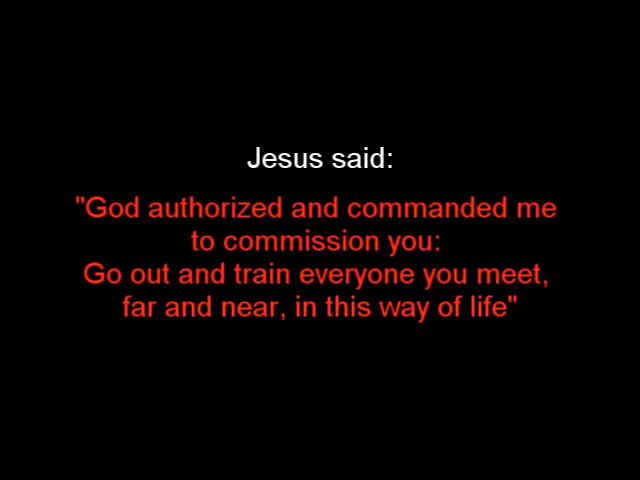 Jesus said:
"God authorized and commanded me
to commission you:
Go out and train everyone you meet,
far and near, in this way of life"